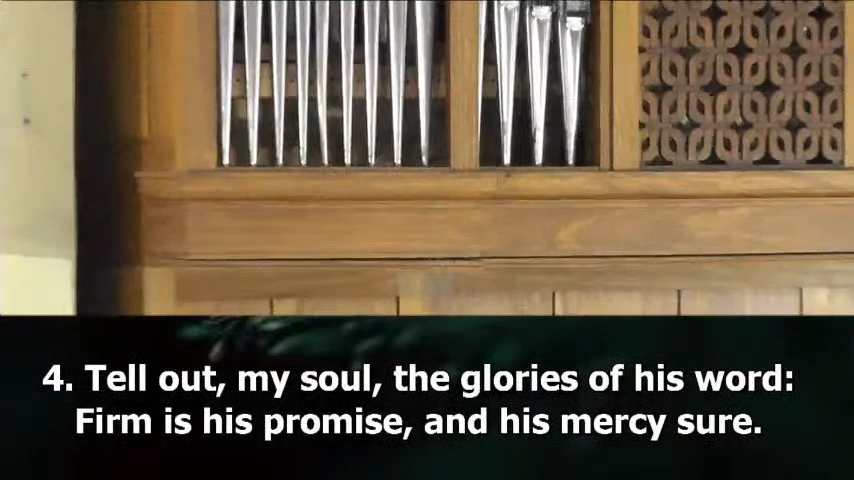 4. Tell out, my soul, the glories of his word:
Firm is his promise, and his mercy sure.